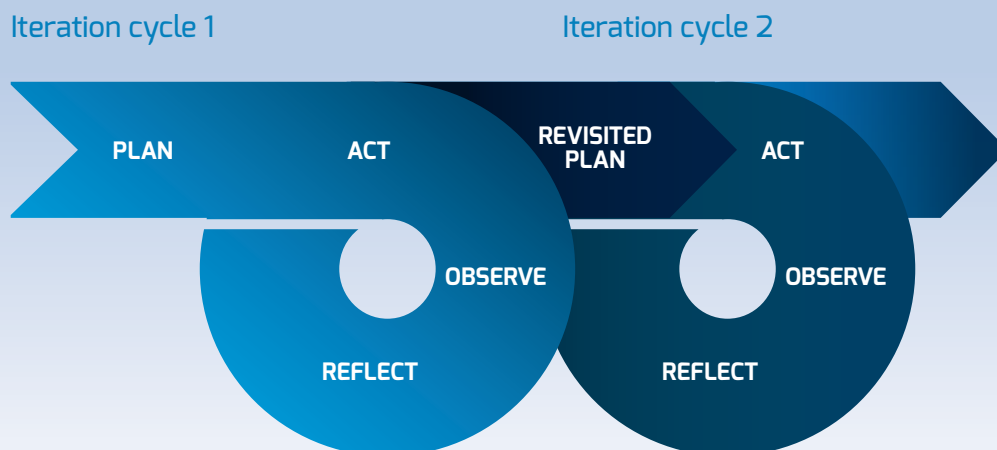 Iteration cycle 1
Iteration cycle 2
PLAN
ACT
REVISITED
PLAN
ACT
OBSERVE
OBSERVE
REFLECT
REFLECT